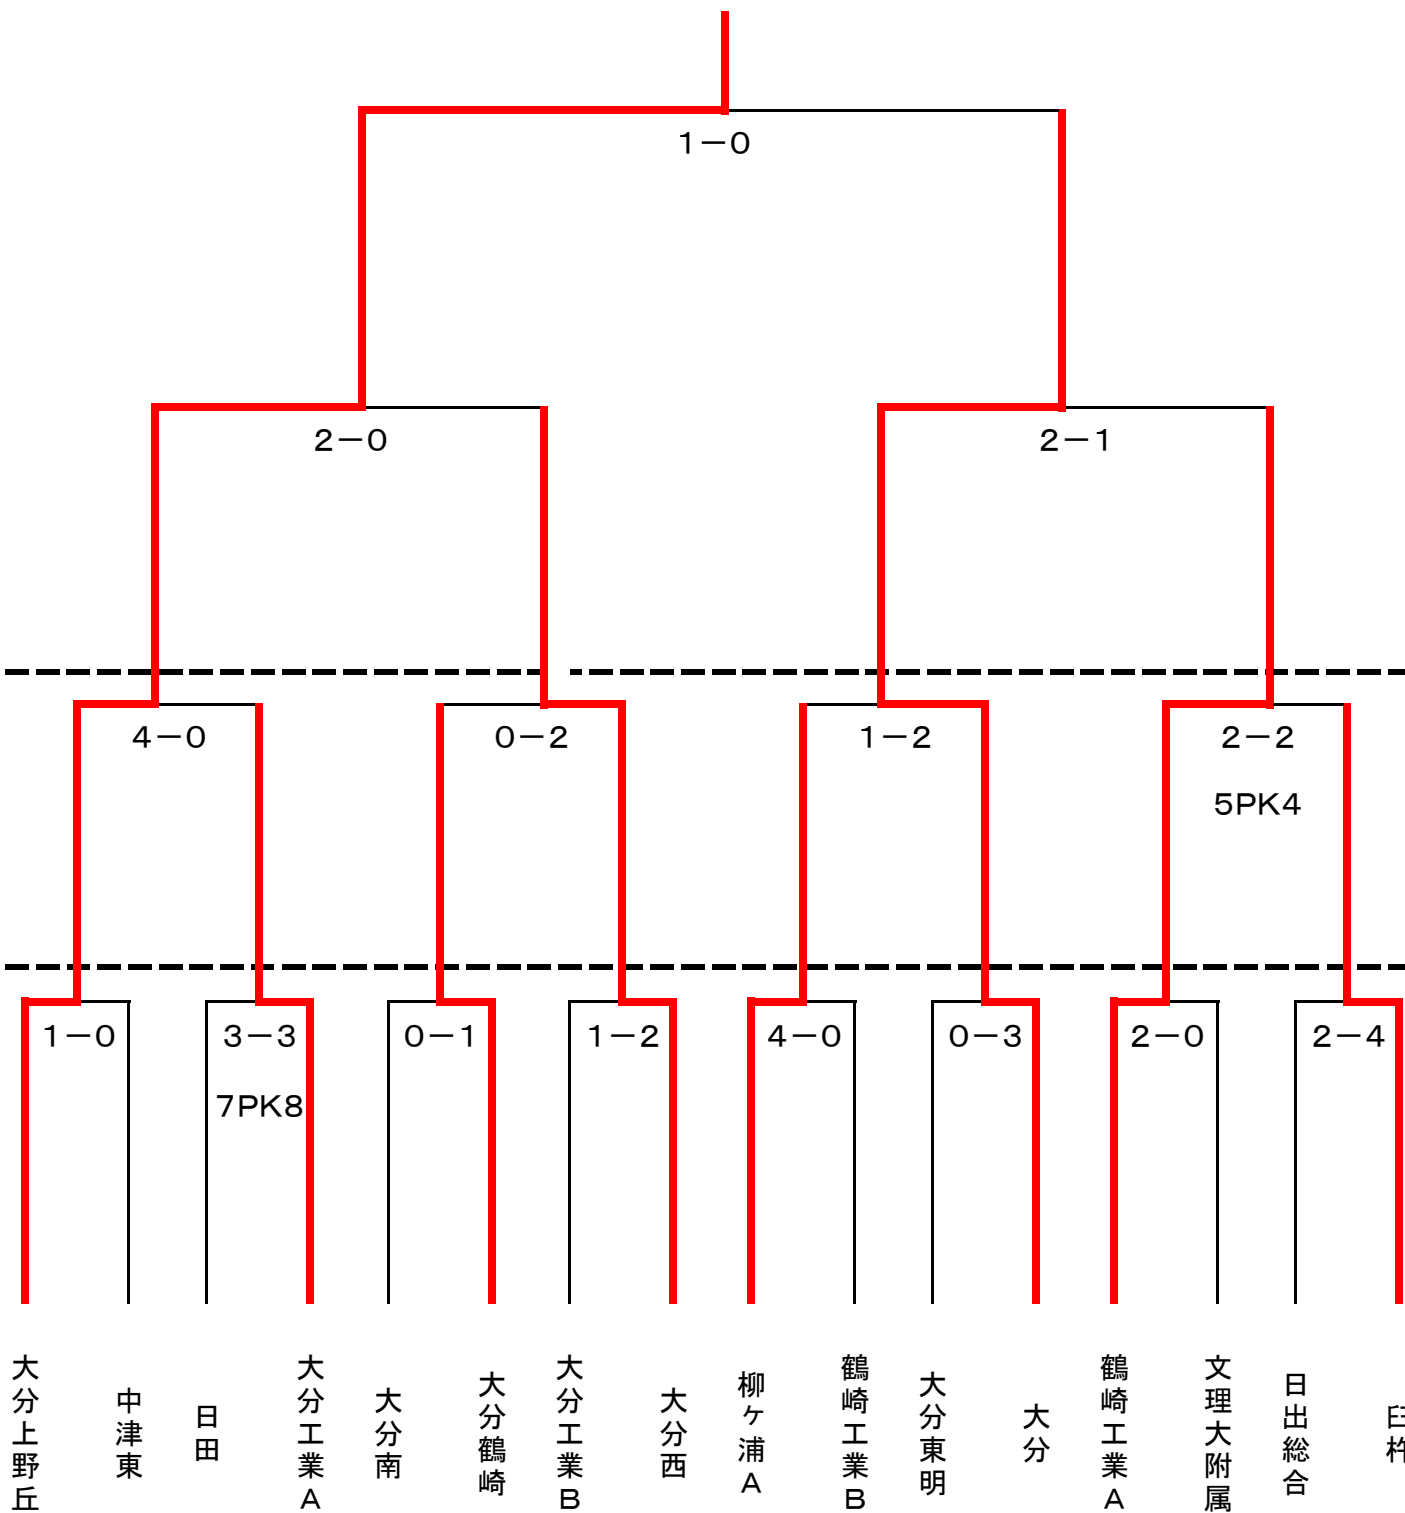 1－0
2－0
2－1
4－0
0－2
1－2
2－2
5PK4
1－0
3－3
0－1
1－2
4－0
0－3
2－0
2－4
7PK8
大分上野丘
中津東
日田
大分工業A
大分南
大分鶴崎
大分工業B
大分西
柳ヶ浦A
鶴崎工業B
大分東明
大分
鶴崎工業A
文理大附属
日出総合
臼杵